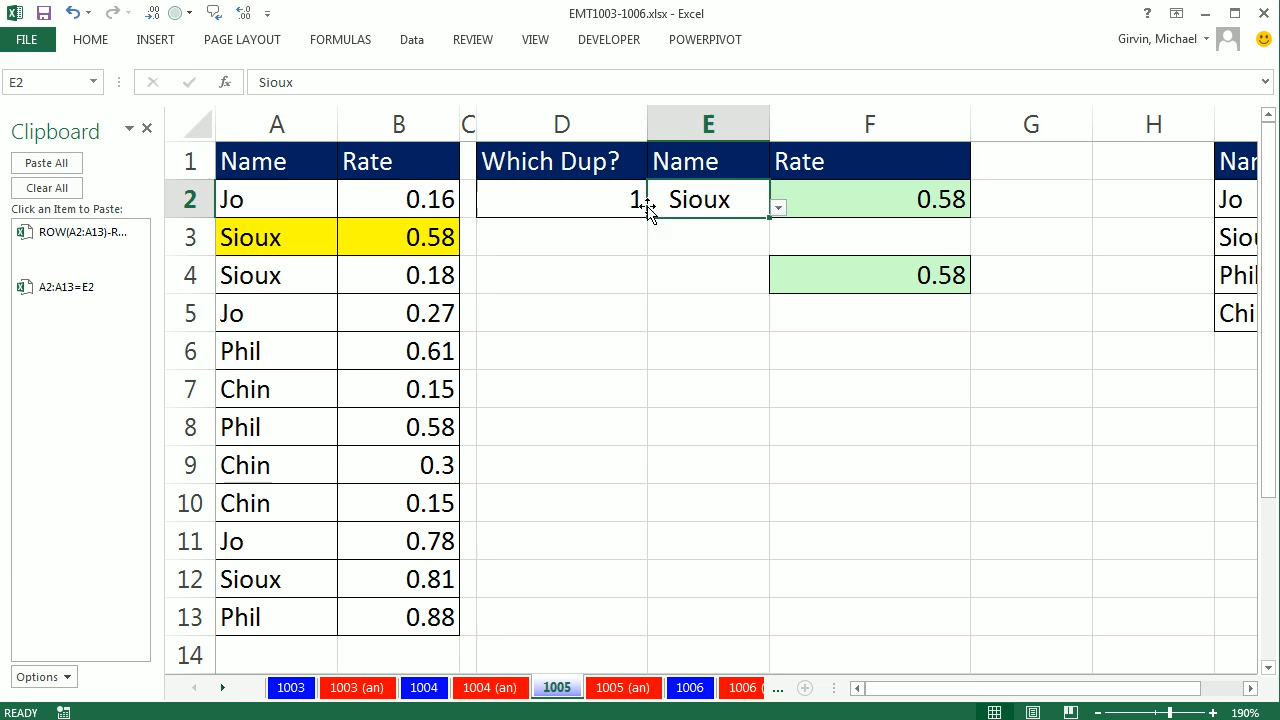 EMT1003-1006.xlsx - Excel
FILE HOME INSERT PAGE LAYOUT FORMULAS Data REVIEW VIEW DEVELOPER POWERPIVOT Girvin, Michael
E2 fx Sioux
Clipboard
Paste All
Clear All
Click an Item to Paste:
ROW(A2:A13)-R...
A2:A13=E2
Options
A B C D E F G H
1 Name Rate Which Dup? Name Rate Nar
2 Jo 0.16 1 Sioux 0.58 Jo
3 Sioux 0.58 Siou
4 Sioux 0.18 0.58 Phil
5 Jo 0.27 Chi
6 Phil 0.61
7 Chin 0.15
8 Phil 0.58
9 Chin 0.3
10 Chin 0.15
11 Jo 0.78
12 Sioux 0.81
13 Phil 0.88
14
1003 1003 (an) 1004 1004 (an) 1005 1005 (an) 1006 1006 ( ...
READY 190%